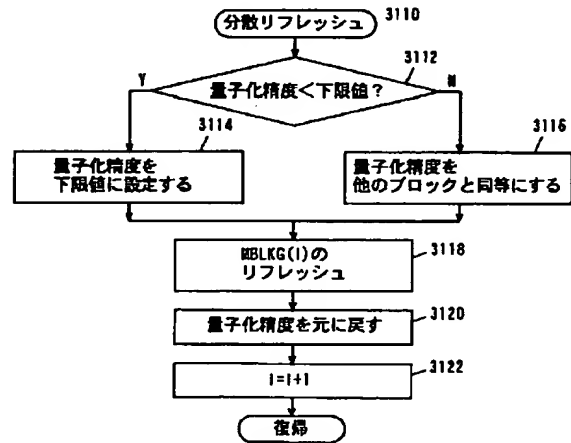 分散リフレッシュ 3110
3112
Y
量子化精度<下限値?
N
3114
量子化精度を
下限値に設定する
3116
量子化精度を
他のブロックと同等にする
MBLKG(I)の
リフレッシュ
3118
量子化精度を元に戻す
3120
I=I+1
3122
復帰